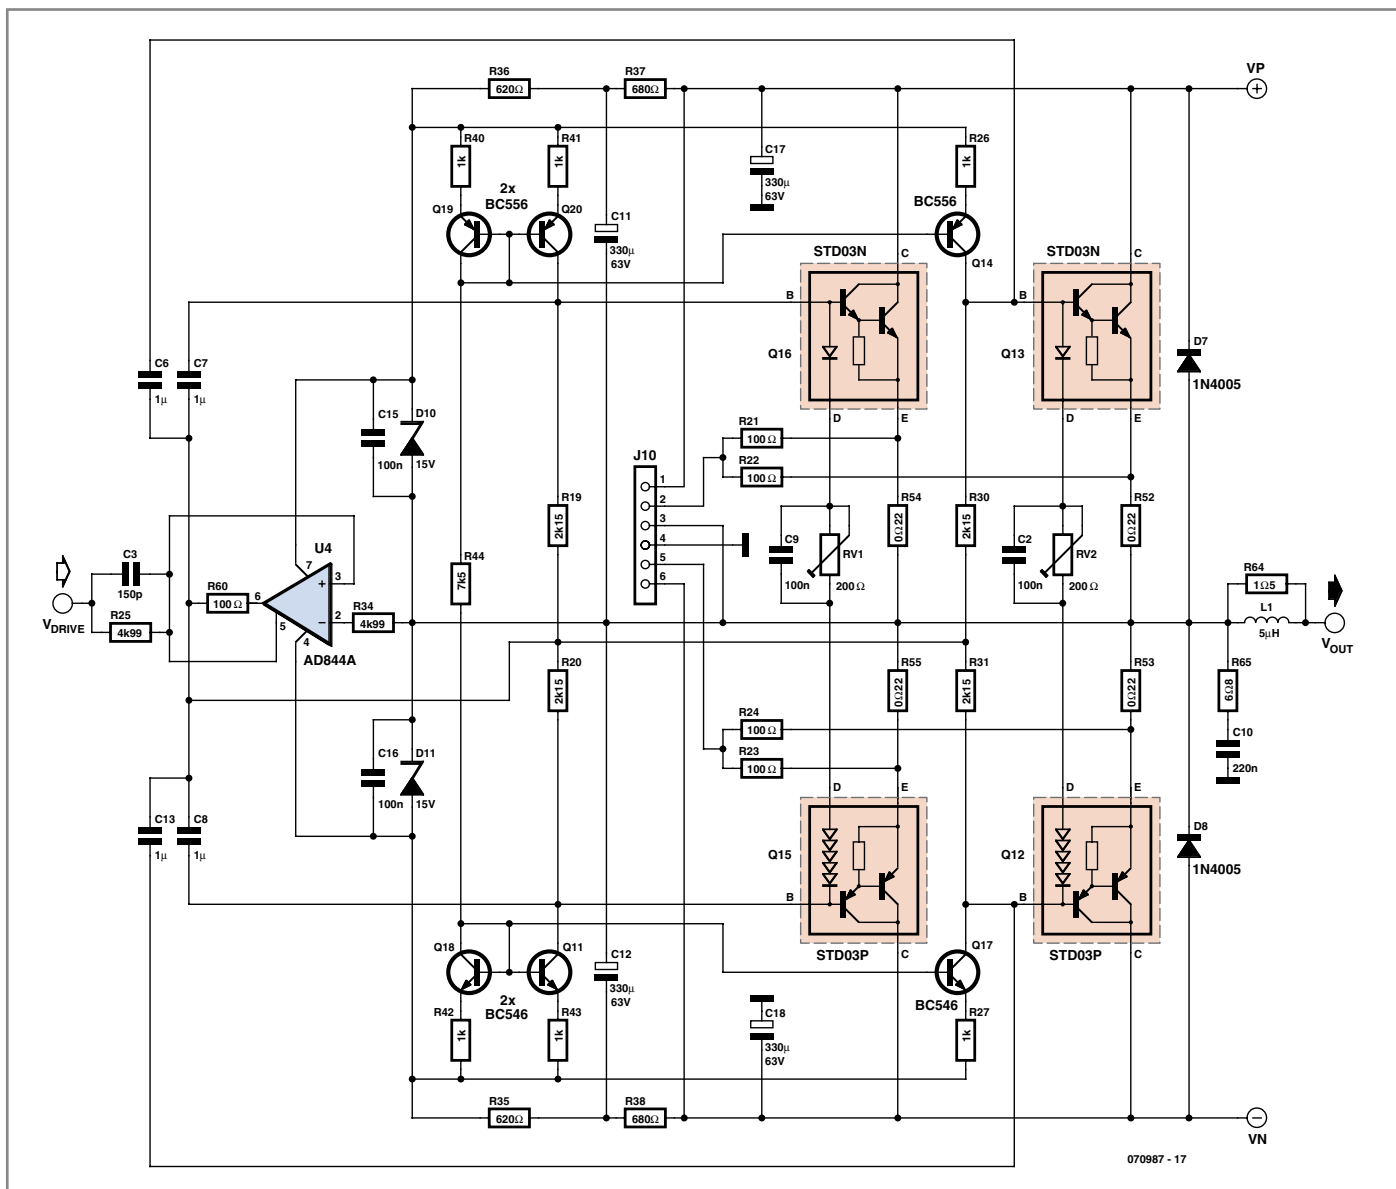 R36
620Ω
R37
680Ω
VP
+
R40
1k
R41
1k
C17
330µ
63V
R26
1k
2x
BC556
Q19
Q20
C11
330µ
63V
BC556
Q14
STD03N
C
STD03N
C
B
B
Q16
Q13
D7
1N4005
C6
1µ
C7
1µ
C15
100n
D10
15V
D
E
D
E
R21
100Ω
R22
100Ω
J10
1
2
3
4
5
6
R19
2k15
R54
0Ω22
R30
2k15
R52
0Ω22
C9
100n
RV1
200Ω
C2
100n
RV2
200Ω
U4
7
+
3
C3
150p
R60
100Ω
6
5
−
2
4
R34
4k99
R25
4k99
VDRIVE
AD844A
R44
7k5
R64
1Ω5
L1
5µH
VOUT
R20
2k15
R55
0Ω22
R31
2k15
R53
0Ω22
R65
6Ω8
R24
100Ω
R23
100Ω
C10
220n
C16
100n
D11
15V
D
E
D
E
C13
1µ
C8
1µ
Q15
Q12
D8
1N4005
B
B
Q18
Q11
C12
330µ
63V
Q17
STD03P
C
STD03P
C
2x
BC546
BC546
R42
1k
R43
1k
C18
330µ
63V
R27
1k
R35
620Ω
R38
680Ω
−
VN
070987 - 17